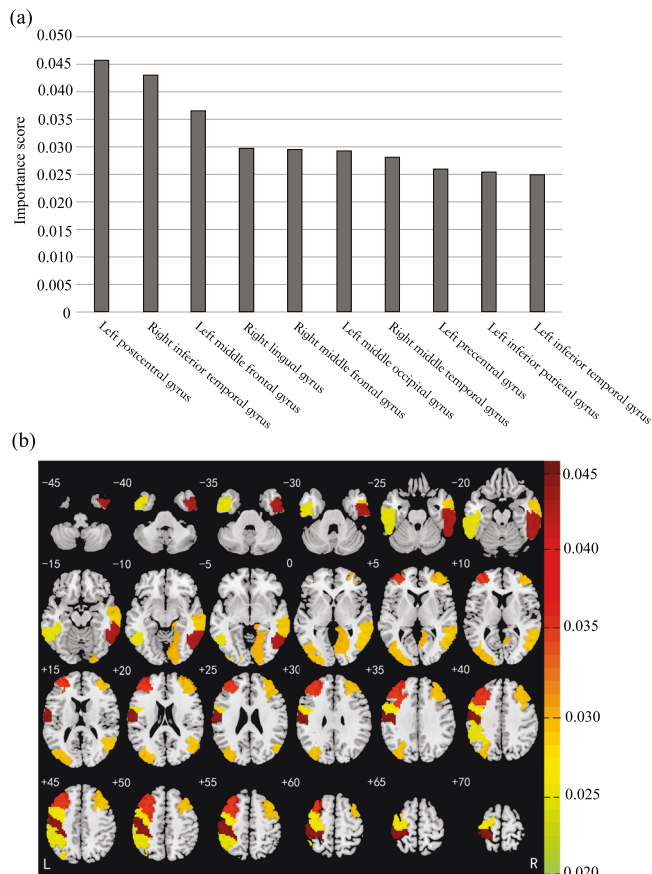 (a)
0.050
0.045
0.040
0.035
0.030
0.025
0.020
0.015
0.010
0.005
0
Importance score
Left postcentral gyrus
Right inferior temporal gyrus
Left middle frontal gyrus
Right lingual gyrus
Right middle frontal gyrus
Left middle occipital gyrus
Right middle temporal gyrus
Left precentral gyrus
Left inferior parietal gyrus
Left inferior temporal gyrus
(b)
−45 −40 −35 −30 −25 −20
−15 −10 −5 0 +5 +10
+15 +20 +25 +30 +35 +40
+45 +50 +55 +60 +65 +70
L R
0.045
0.040
0.035
0.030
0.025
0.020